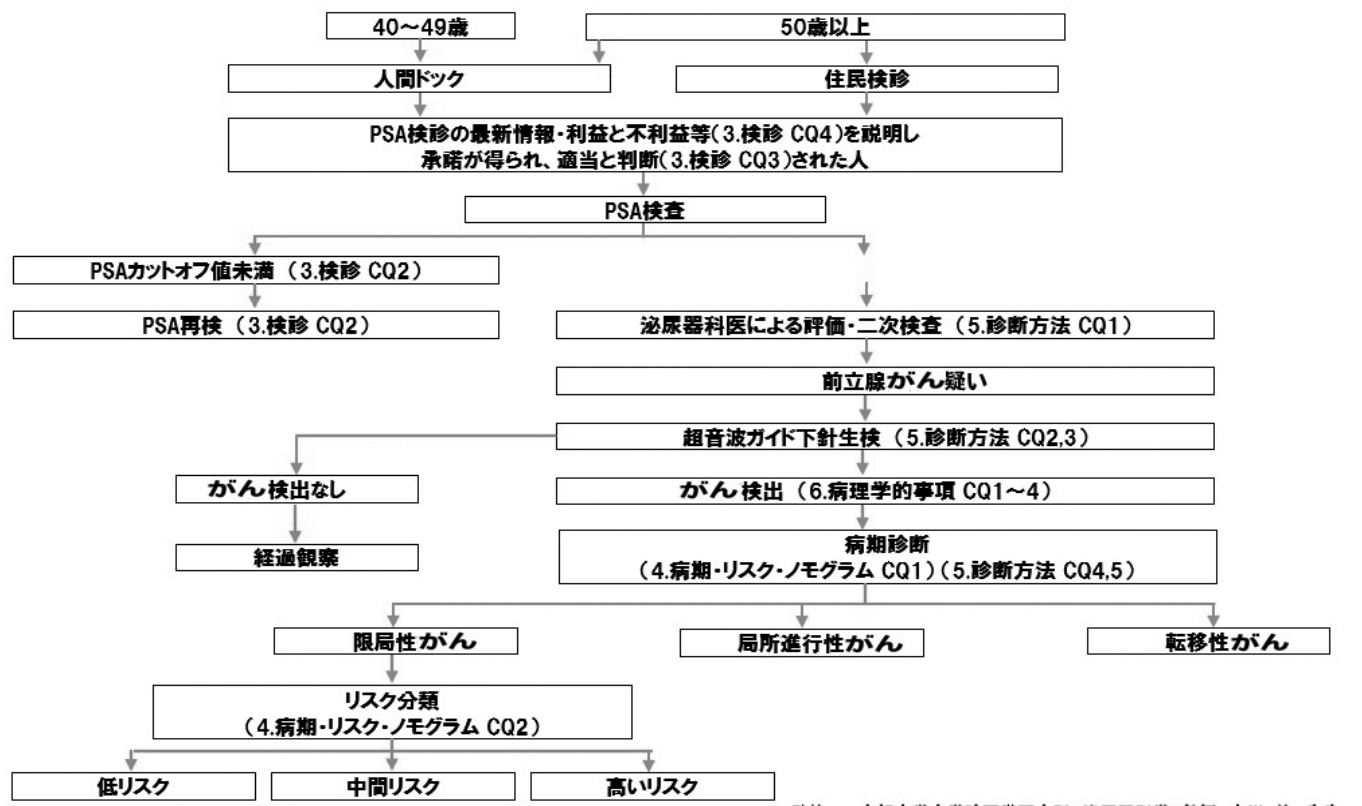 40～49歳
50歳以上
人間ドック
住民検診
PSA検診の最新情報・利益と不利益等（3.検診 CQ4）を説明し
承諾が得られ、適当と判断（3.検診 CQ3）された人
PSA検査
PSAカットオフ値未満 （3.検診 CQ2）
PSA再検 （3.検診 CQ2）
泌尿器科医による評価・二次検査 （5.診断方法 CQ1）
前立腺がん疑い
超音波ガイド下針生検 （5.診断方法 CQ2,3）
がん検出なし
がん検出 （6.病理学的事項 CQ1～4）
経過観察
病期診断
（4.病期・リスク・ノモグラム CQ1）（5.診断方法 CQ4,5）
限局性がん
局所進行性がん
転移性がん
リスク分類
（4.病期・リスク・ノモグラム CQ2）
低リスク
中間リスク
高いリスク